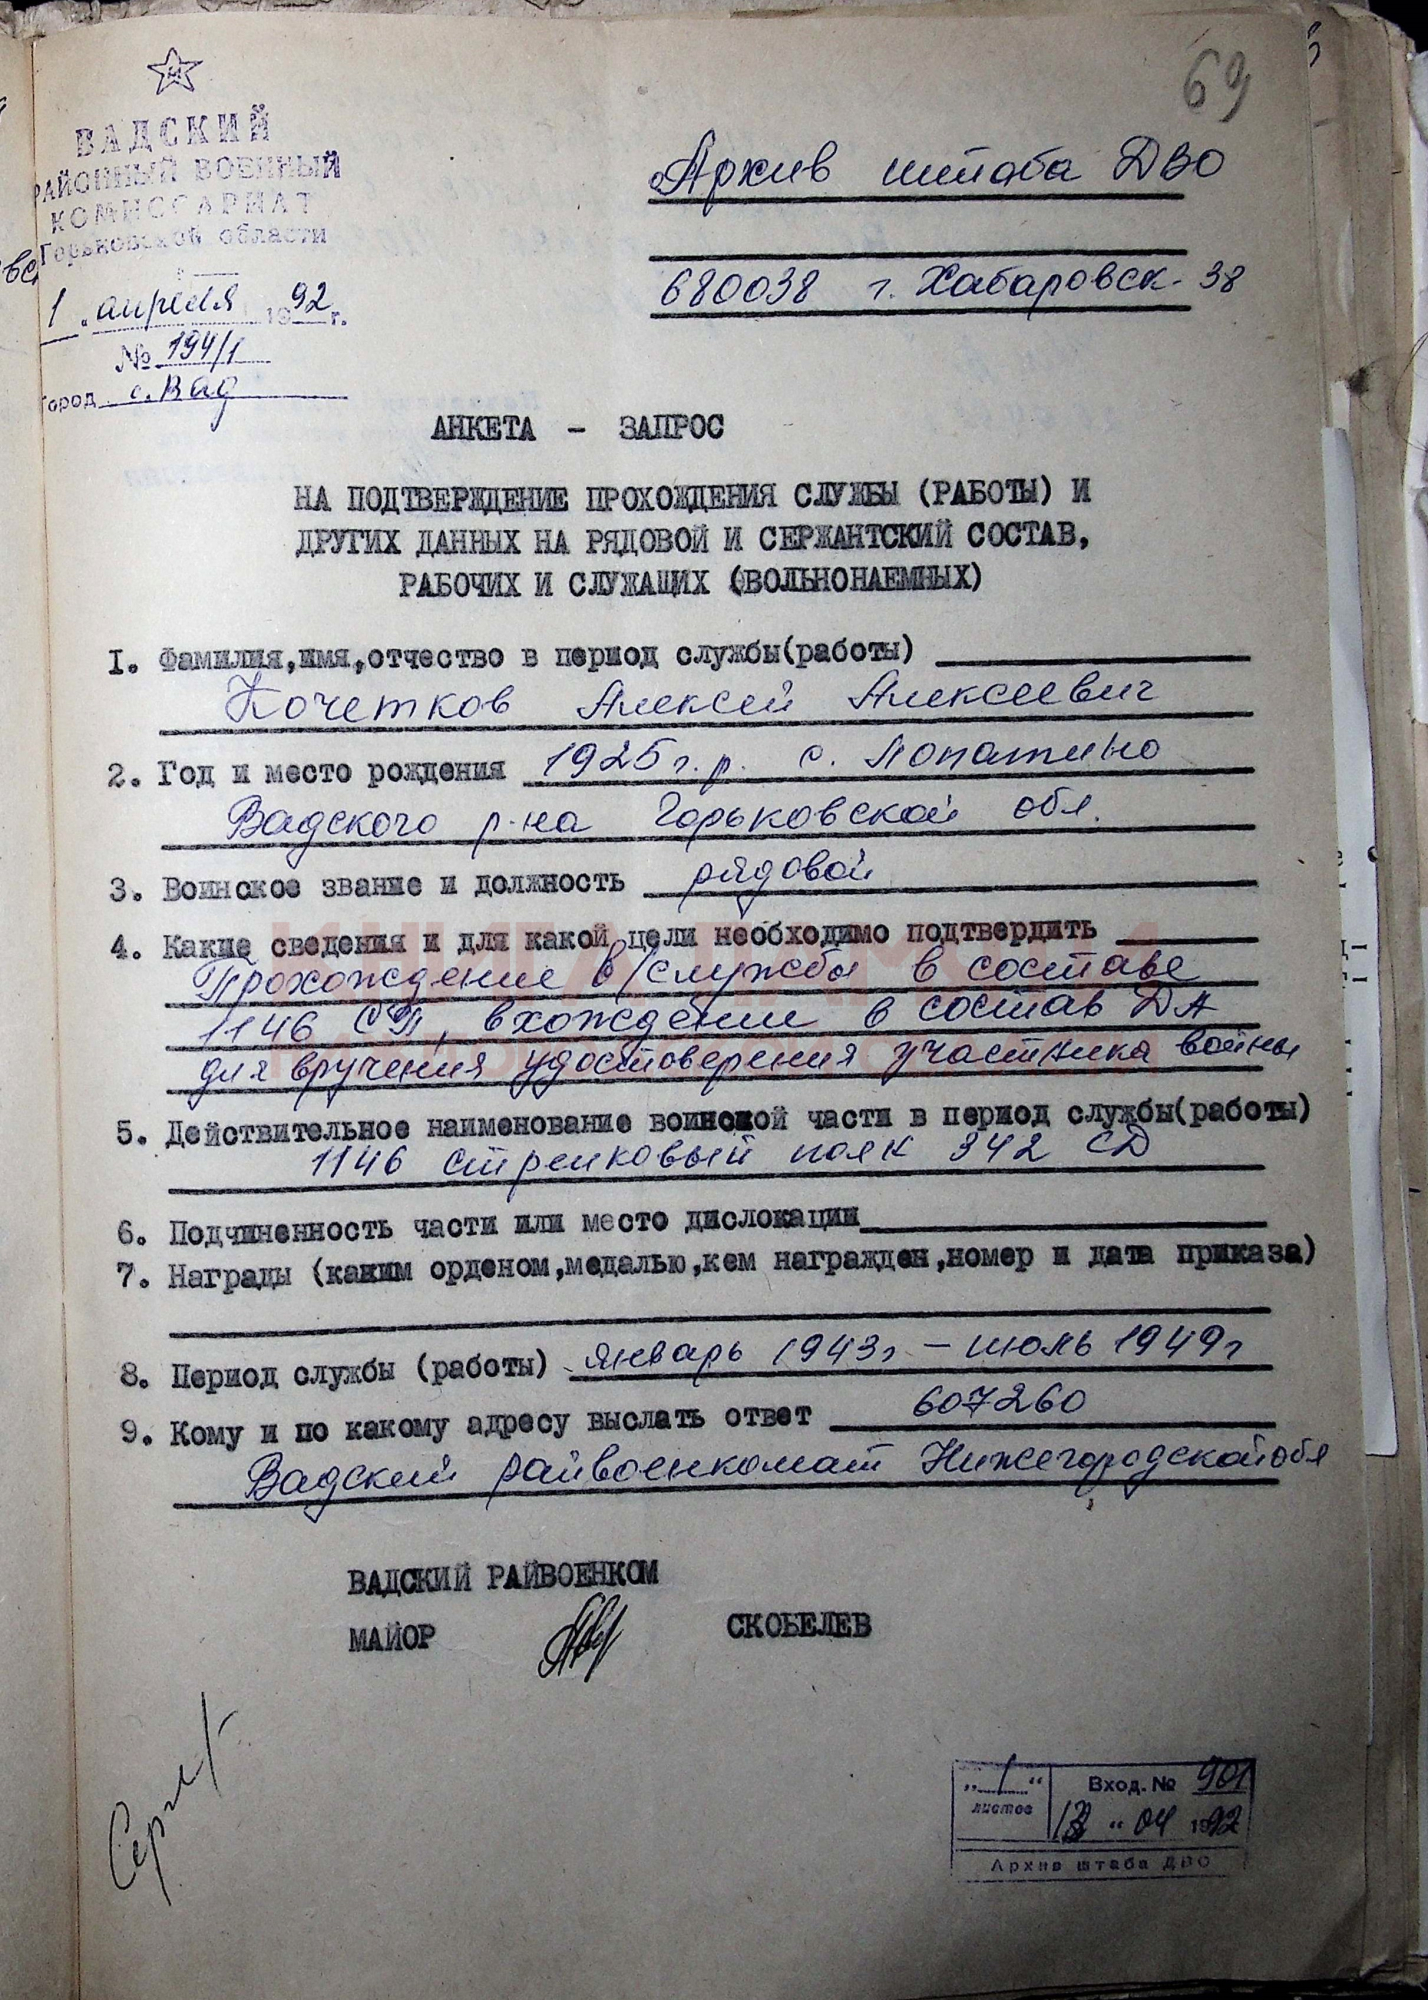 69
ВАДСКИЙ
РАЙОННЫЙ ВОЕННЫЙ
КОМИССАРИАТ
Горьковской области
1 " апреля 1992 г.
№ 194/1
город с. Вад
Архив штаба ДВО
680038 г. Хабаровск-38
АНКЕТА - ЗАПРОС
НА ПОДТВЕРЖДЕНИЕ ПРОХОЖДЕНИЯ СЛУЖБЫ (РАБОТЫ) И
ДРУГИХ ДАННЫХ НА РЯДОВОЙ И СЕРЖАНТСКИЙ СОСТАВ,
РАБОЧИХ И СЛУЖАЩИХ (ВОЛЬНОНАЕМНЫХ)
I. Фамилия,имя,отчество в период службы(работы)
Кочетков Алексей Алексеевич
2. Год и место рождения 1925 г.р. с. Лопатино
Вадского р-на Горьковской обл.
3. Воинское звание и должность рядовой
4. Какие сведения и для какой цели необходимо подтвердить
Прохождение в/службы в составе
1146 СП, вхождение в состав ДА
для вручения удостоверения участника войны
5. Действительное наименование воинской части в период службы(работы)
1146 стрелковый полк 342 СД
6. Подчиненность части или место дислокации
7. Награды (каким орденом,медалью,кем награжден,номер и дата приказа)
8. Период службы (работы) январь 1943г - июль 1949г
9. Кому и по какому адресу выслать ответ 607260
Вадский райвоенкомат Нижегородской обл
ВАДСКИЙ РАЙВОЕНКОМ
МАЙОР СКОБЕЛЕВ
"1" Вход. № 901
листов " 04 1992
Архив штаба ДВО